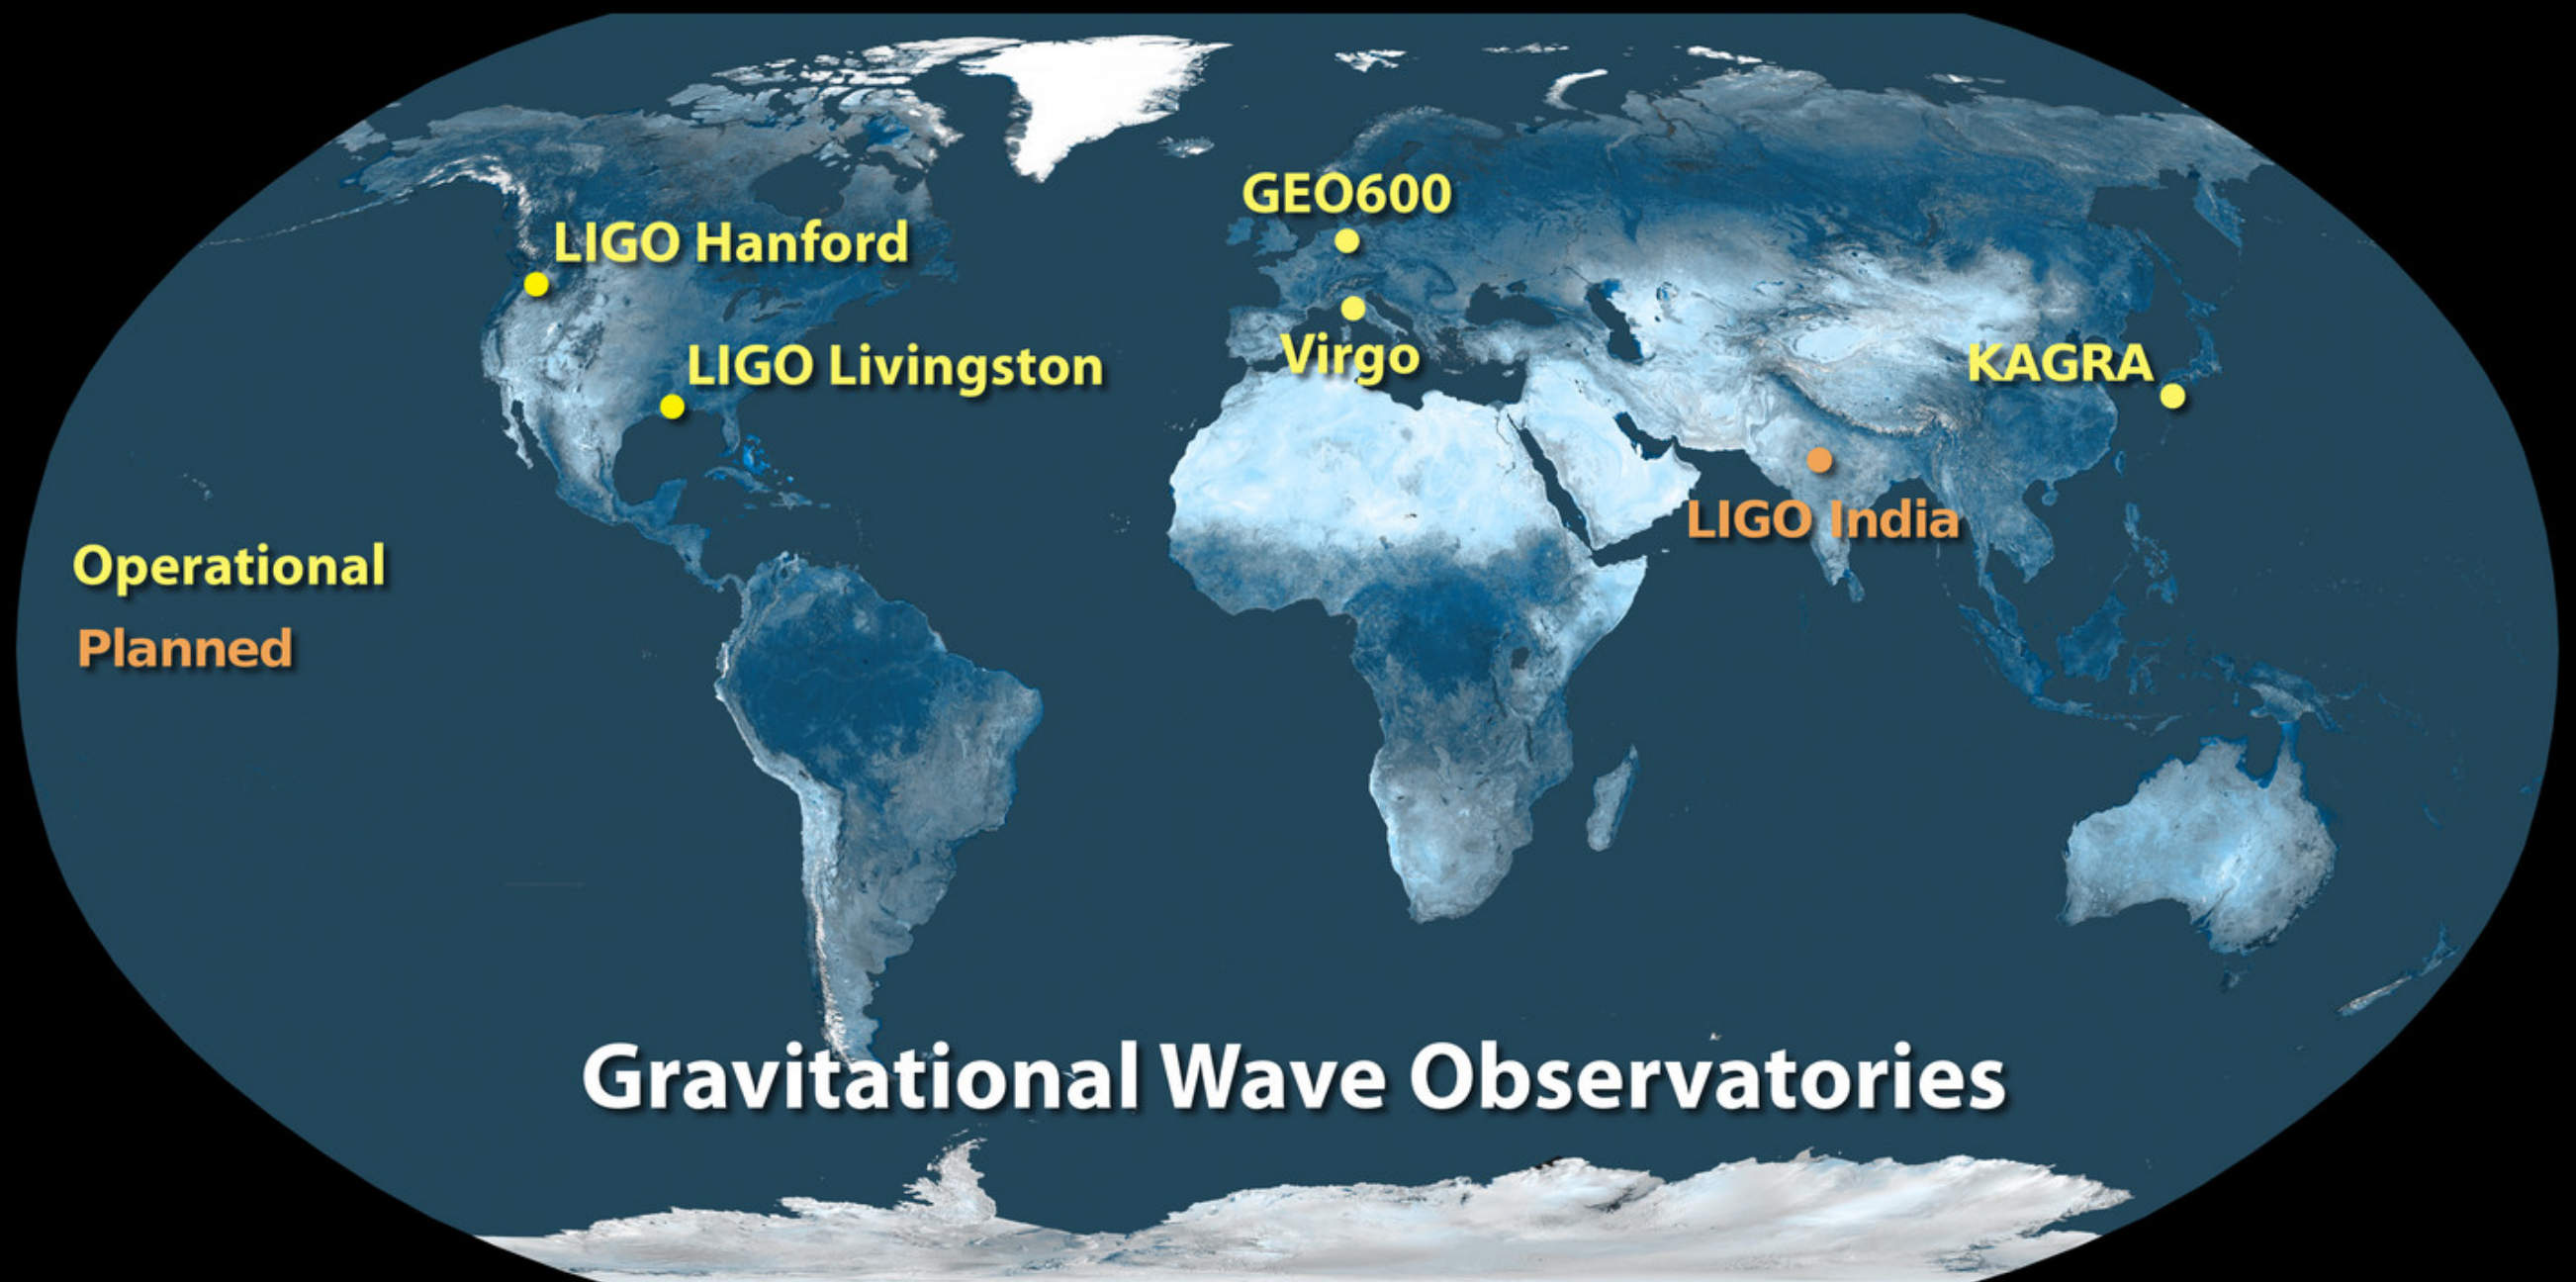 GEO600
LIGO Hanford
Virgo
LIGO Livingston
KAGRA
LIGO India
Operational
Planned
Gravitational Wave Observatories